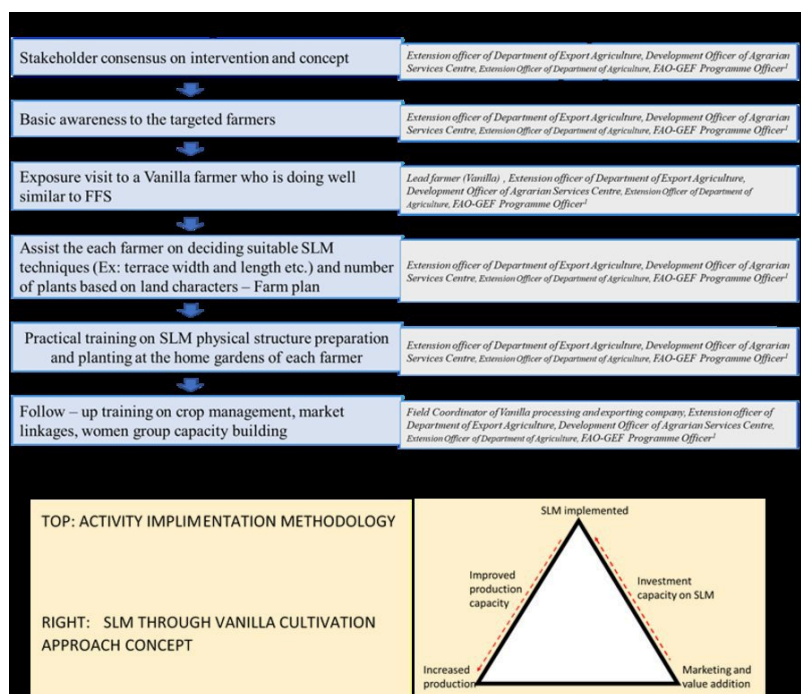 Stakeholder consensus on intervention and concept
Extension officer of Department of Export Agriculture, Development Officer of Agrarian
Services Centre, Extension Officer of Department of Agriculture, FAO-GEF Programme Officer¹
Basic awareness to the targeted farmers
Extension officer of Department of Export Agriculture, Development Officer of Agrarian
Services Centre, Extension Officer of Department of Agriculture, FAO-GEF Programme Officer¹
Exposure visit to a Vanilla farmer who is doing well
similar to FFS
Lead farmer (Vanilla) , Extension officer of Department of Export Agriculture,
Development Officer of Agrarian Services Centre, Extension Officer of Department of
Agriculture, FAO-GEF Programme Officer¹
Assist the each farmer on deciding suitable SLM
techniques (Ex: terrace width and length etc.) and number
of plants based on land characters – Farm plan
Extension officer of Department of Export Agriculture, Development Officer of Agrarian
Services Centre, Extension Officer of Department of Agriculture, FAO-GEF Programme Officer¹
Practical training on SLM physical structure preparation
and planting at the home gardens of each farmer
Extension officer of Department of Export Agriculture, Development Officer of Agrarian
Services Centre, Extension Officer of Department of Agriculture, FAO-GEF Programme Officer¹
Follow – up training on crop management, market
linkages, women group capacity building
Field Coordinator of Vanilla processing and exporting company, Extension officer of
Department of Export Agriculture, Development Officer of Agrarian Services Centre,
Extension Officer of Department of Agriculture, FAO-GEF Programme Officer¹
TOP: ACTIVITY IMPLIMENTATION METHODOLOGY
RIGHT: SLM THROUGH VANILLA CULTIVATION
APPROACH CONCEPT
SLM implemented
Improved
production
capacity
Investment
capacity on SLM
Increased
production
Marketing and
value addition